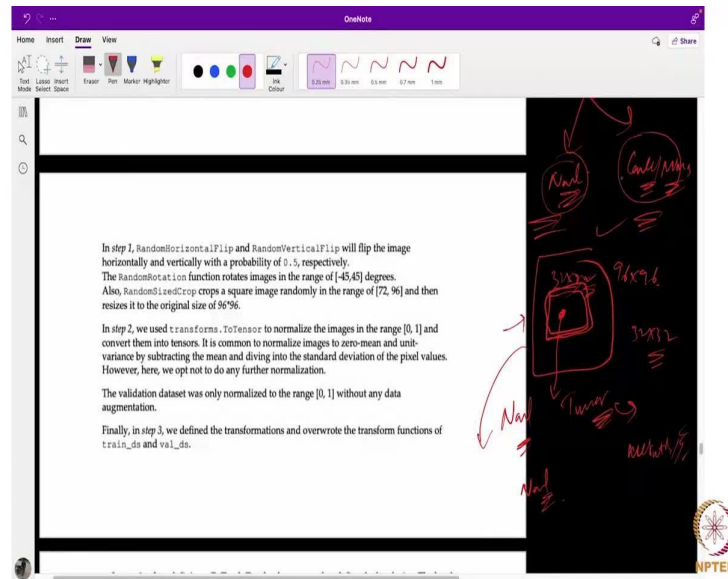 OneNote
Home Insert Draw View
Share
Text Mode
Lasso Select
Insert Space
Eraser
Pen
Marker
Highlighter
Ink Colour
0.25 mm
0.35 mm
0.5 mm
0.7 mm
1 mm
In step 1, RandomHorizontalFlip and RandomVerticalFlip will flip the image
horizontally and vertically with a probability of 0.5, respectively.
The RandomRotation function rotates images in the range of [-45,45] degrees.
Also, RandomSizedCrop crops a square image randomly in the range of [72, 96] and then
resizes it to the original size of 96*96.
In step 2, we used transforms.ToTensor to normalize the images in the range [0, 1] and
convert them into tensors. It is common to normalize images to zero-mean and unit-
variance by subtracting the mean and diving into the standard deviation of the pixel values.
However, here, we opt not to do any further normalization.
The validation dataset was only normalized to the range [0, 1] without any data
augmentation.
Finally, in step 3, we defined the transformations and overwrote the transform functions of
train_ds and val_ds.
96x96
32x32
Tumor
NPTEL